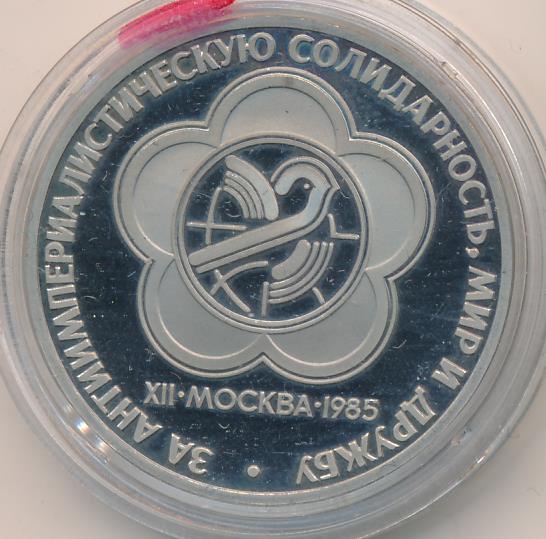 ЗА АНТИИМПЕРИАЛИСТИЧЕСКУЮ СОЛИДАРНОСТЬ, МИР И ДРУЖБУ •
XII•МОСКВА•1985